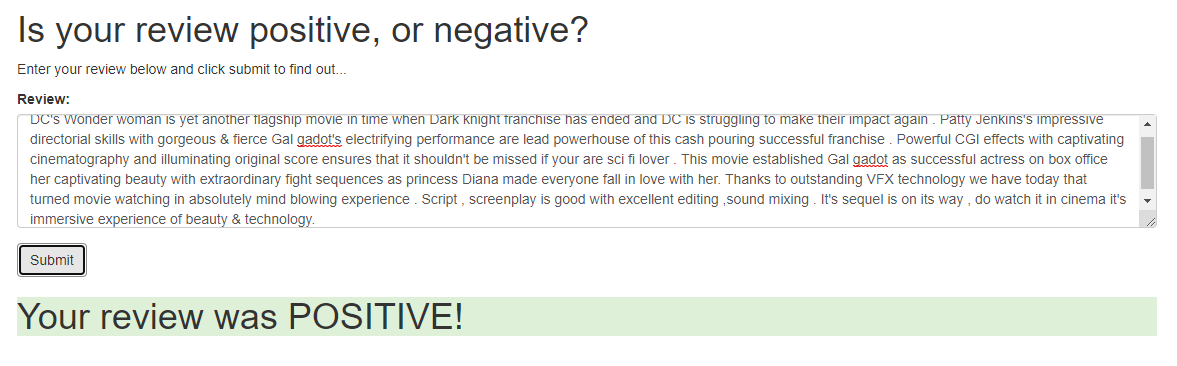 Is your review positive, or negative?
Enter your review below and click submit to find out...
Review:
DC's Wonder woman is yet another flagship movie in time when Dark knight franchise has ended and DC is struggling to make their impact again . Patty Jenkins's impressive
directorial skills with gorgeous & fierce Gal gadot's electrifying performance are lead powerhouse of this cash pouring successful franchise . Powerful CGI effects with captivating
cinematography and illuminating original score ensures that it shouldn't be missed if your are sci fi lover . This movie established Gal gadot as successful actress on box office
her captivating beauty with extraordinary fight sequences as princess Diana made everyone fall in love with her. Thanks to outstanding VFX technology we have today that
turned movie watching in absolutely mind blowing experience . Script , screenplay is good with excellent editing ,sound mixing . It's sequel is on its way , do watch it in cinema it's
immersive experience of beauty & technology.
Submit
Your review was POSITIVE!